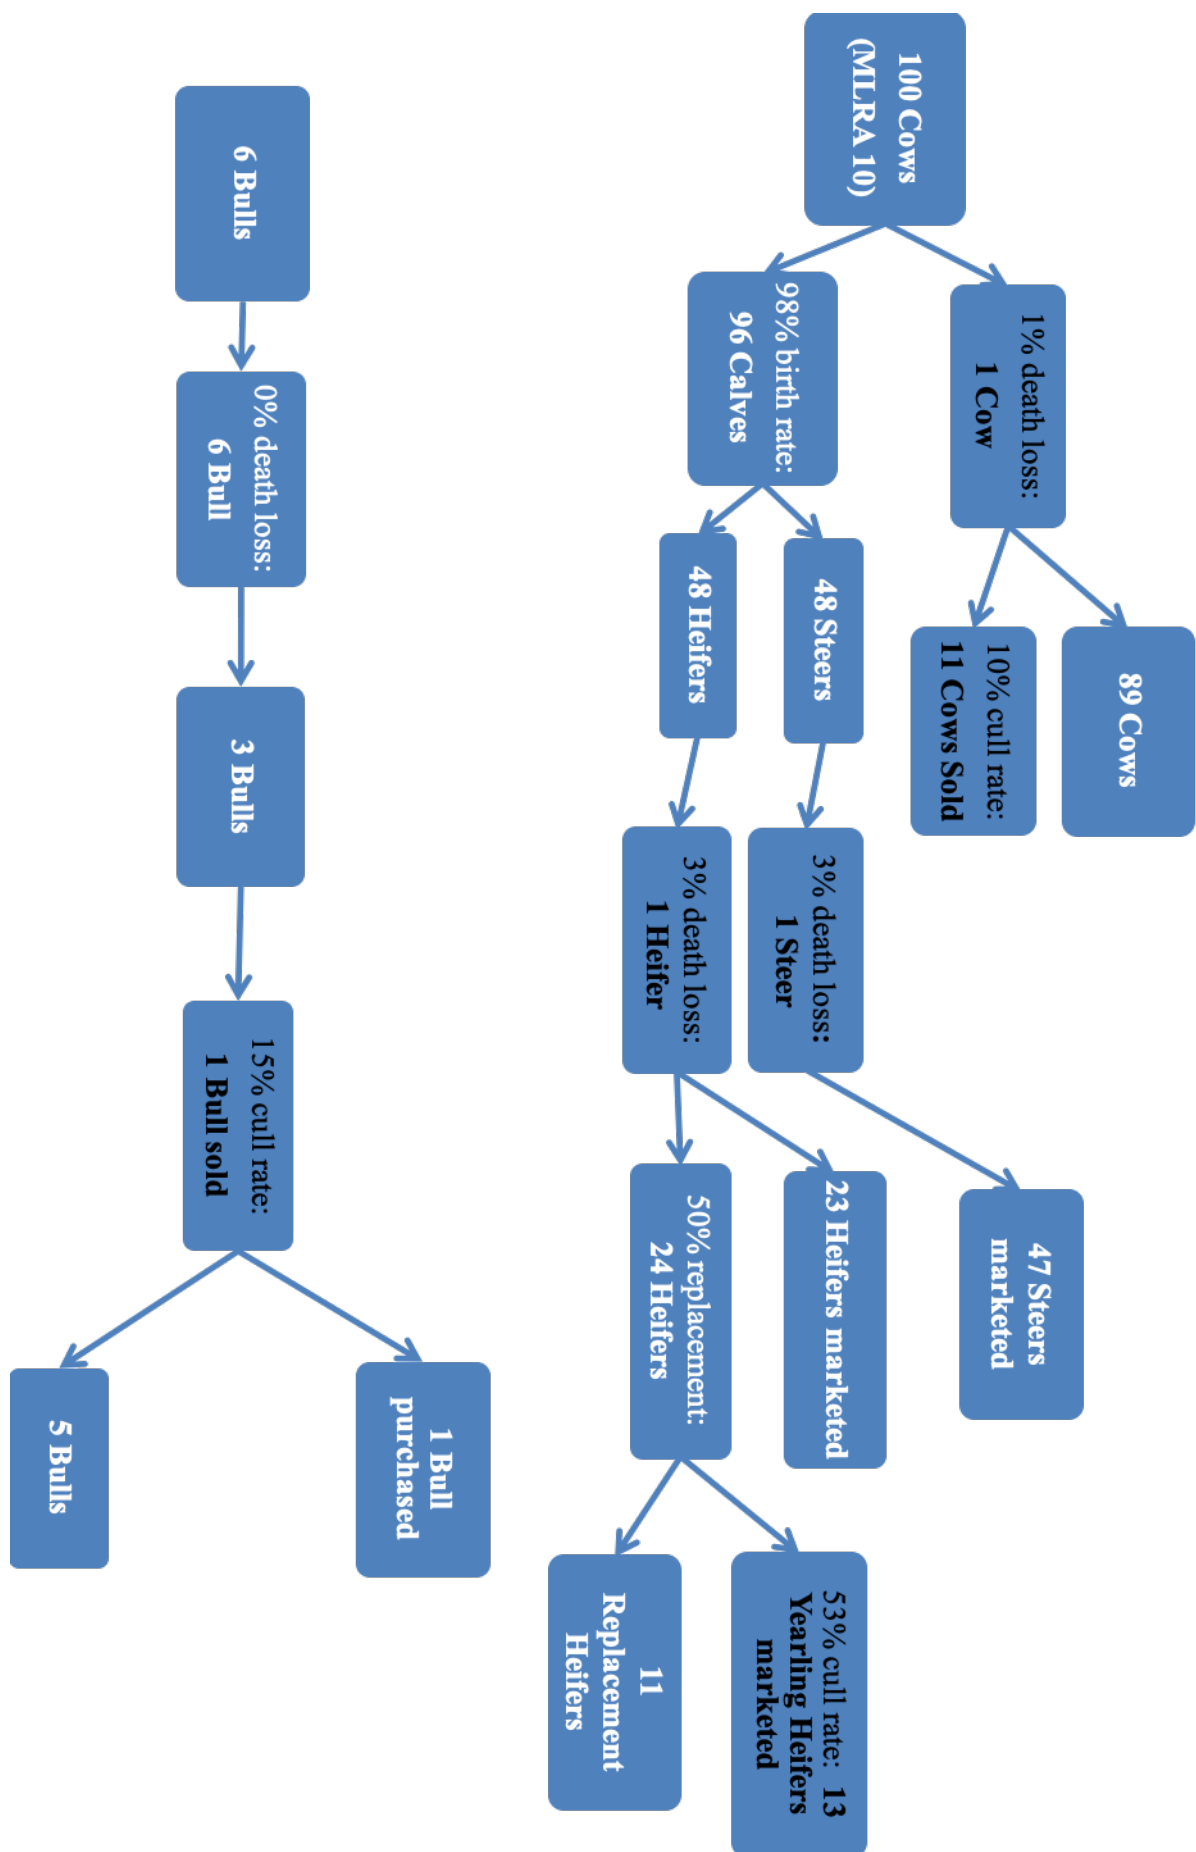 100 Cows
(MLRA 10)
1% death loss:
1 Cow
89 Cows
10% cull rate:
11 Cows Sold
98% birth rate:
96 Calves
48 Steers
3% death loss:
1 Steer
47 Steers
marketed
48 Heifers
3% death loss:
1 Heifer
23 Heifers marketed
50% replacement:
24 Heifers
53% cull rate: 13
Yearling Heifers
marketed
11
Replacement
Heifers
6 Bulls
0% death loss:
6 Bull
3 Bulls
15% cull rate:
1 Bull sold
1 Bull
purchased
5 Bulls